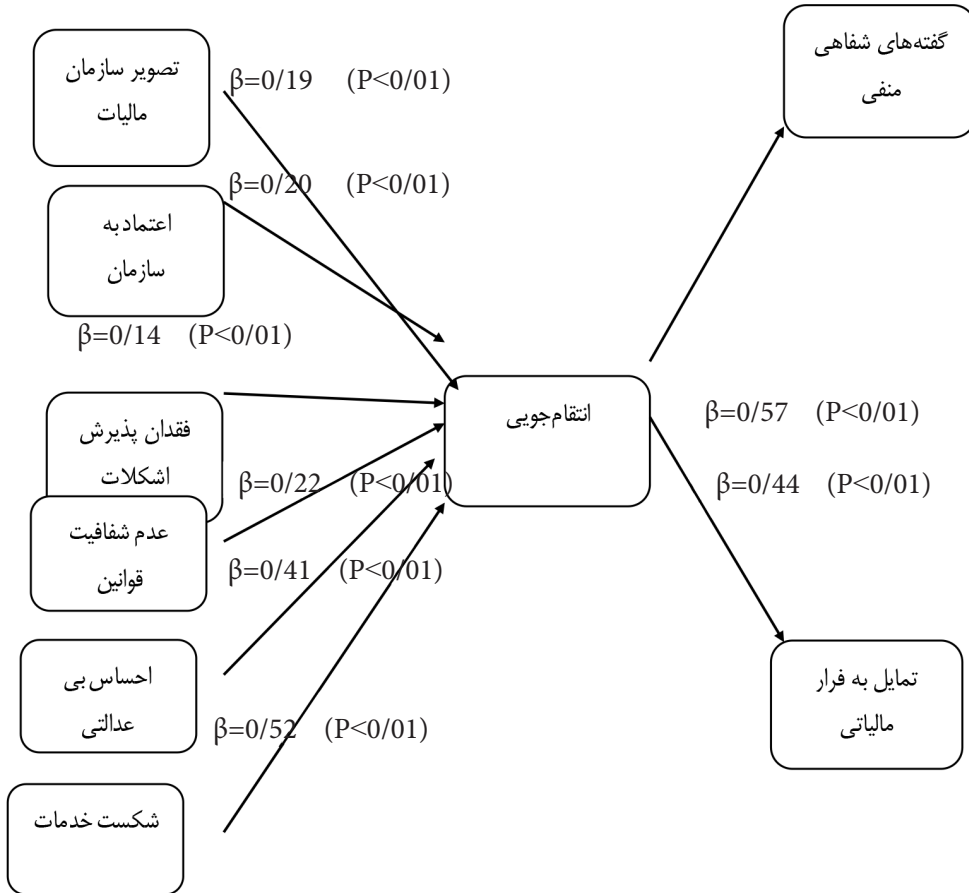 گفته‌های شفاهی
منفی
تصویر سازمان
مالیات
β=0/19 (P<0/01)
β=0/20 (P<0/01)
اعتماد به
سازمان
β=0/14 (P<0/01)
انتقام‌جویی
فقدان پذیرش
اشکلات
β=0/57 (P<0/01)
β=0/22 (P<0/01)
β=0/44 (P<0/01)
عدم شفافیت
قوانین
β=0/41 (P<0/01)
احساس بی
عدالتی
تمایل به فرار
مالیاتی
β=0/52 (P<0/01)
شکست خدمات